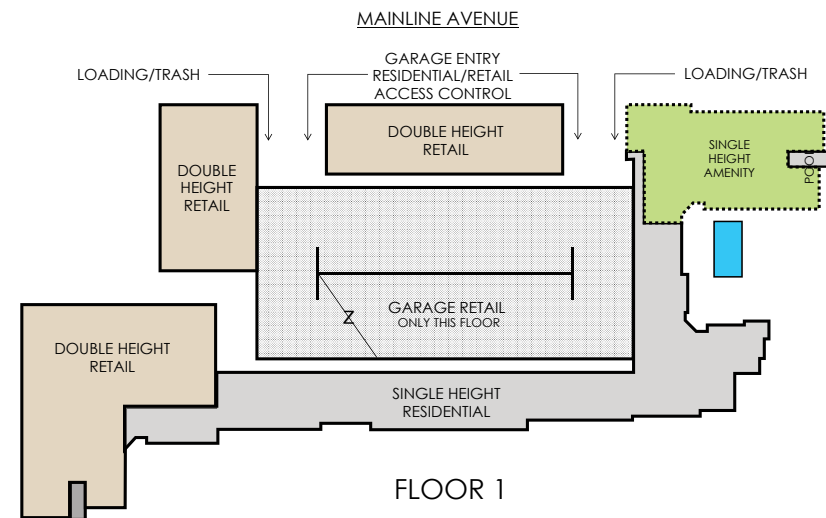 MAINLINE AVENUE
LOADING/TRASH
GARAGE ENTRY
RESIDENTIAL/RETAIL
ACCESS CONTROL
LOADING/TRASH
DOUBLE HEIGHT
RETAIL
SINGLE
HEIGHT
AMENITY
POOL
DOUBLE
HEIGHT
RETAIL
GARAGE RETAIL
ONLY THIS FLOOR
DOUBLE HEIGHT
RETAIL
SINGLE HEIGHT
RESIDENTIAL
FLOOR 1